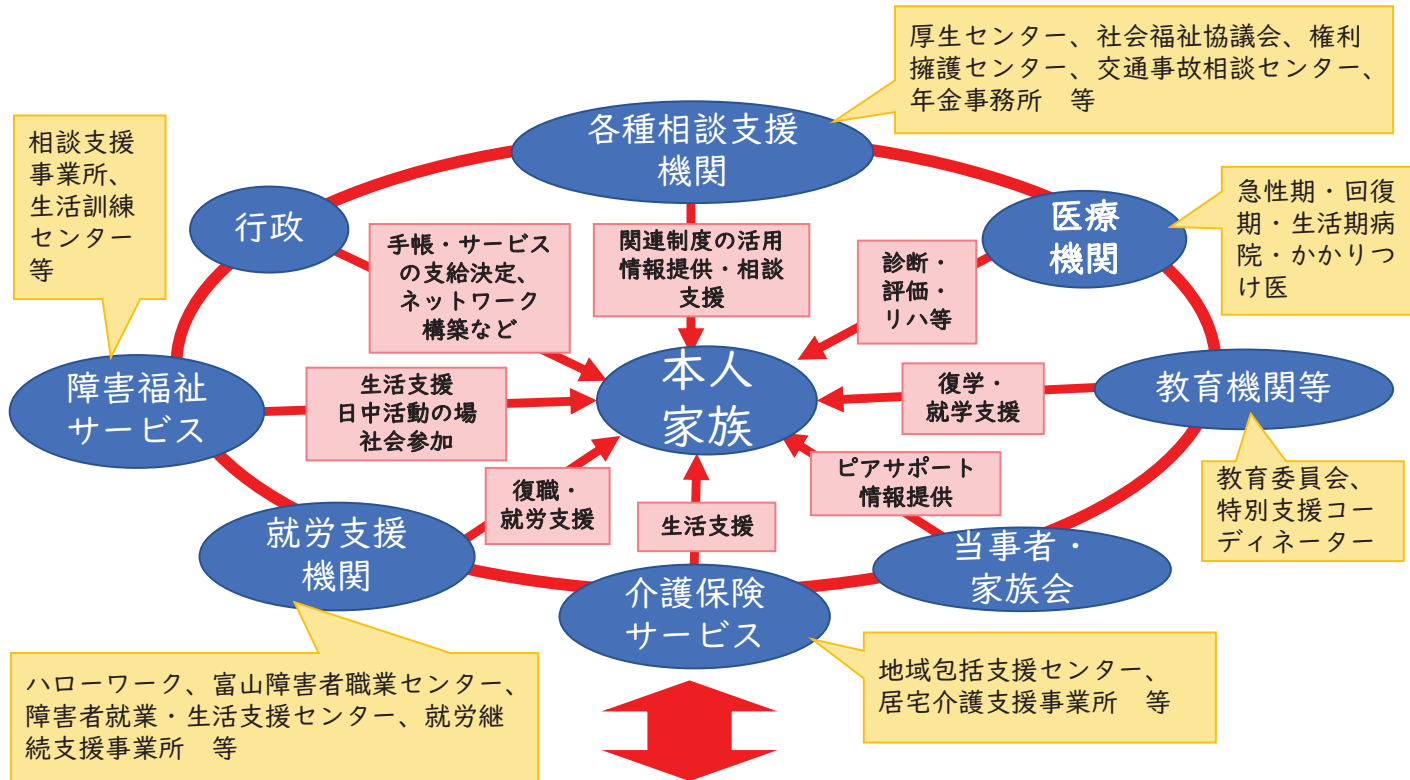 厚生センター、社会福祉協議会、権利
擁護センター、交通事故相談センター、
年金事務所　等
各種相談支援
機関
相談支援
事業所、
生活訓練
センター
等
行政
医療
機関
急性期・回復
期・生活期病
院・かかりつ
け医
手帳・サービス
の支給決定、
ネットワーク
構築など
関連制度の活用
情報提供・相談
支援
診断・
評価・
リハ等
障害福祉
サービス
生活支援
日中活動の場
社会参加
本人
家族
復学・
就学支援
教育機関等
復職・
就労支援
生活支援
ピアサポート
情報提供
教育委員会、
特別支援コー
ディネーター
就労支援
機関
介護保険
サービス
当事者・
家族会
ハローワーク、富山障害者職業センター、
障害者就業・生活支援センター、就労継
続支援事業所　等
地域包括支援センター、
居宅介護支援事業所　等